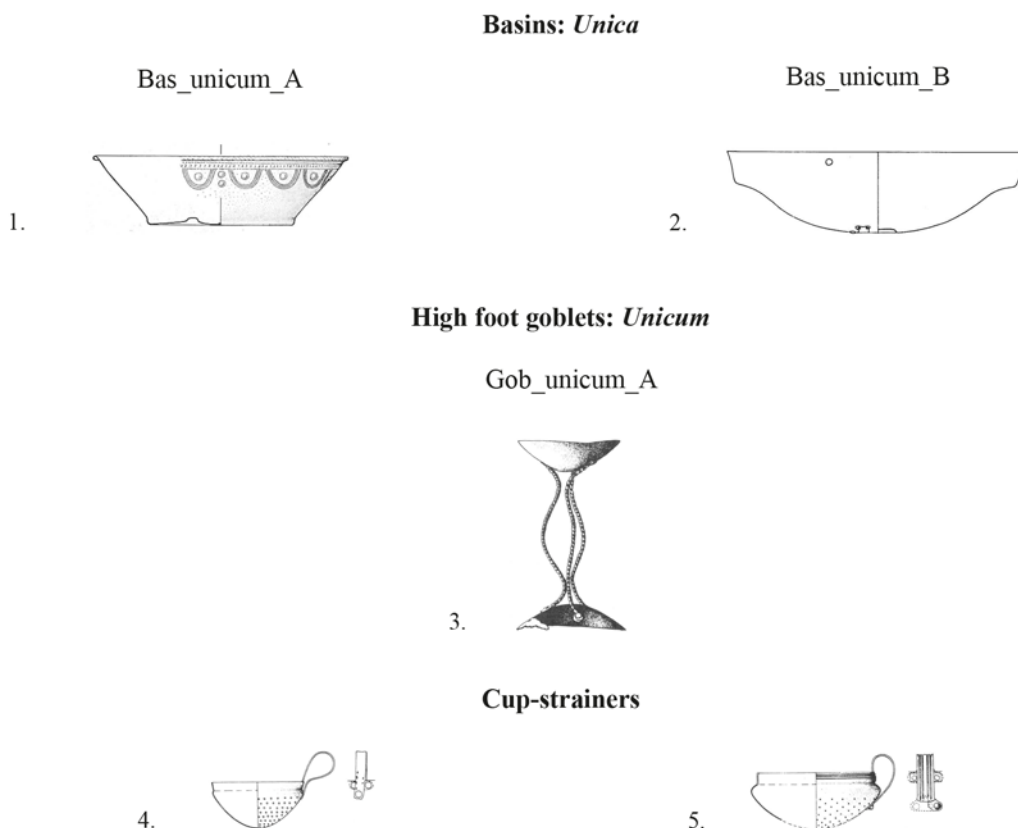 Basins: Unica
Bas_unicum_A
Bas_unicum_B
1.
2.
High foot goblets: Unicum
Gob_unicum_A
3.
Cup-strainers
4.
5.